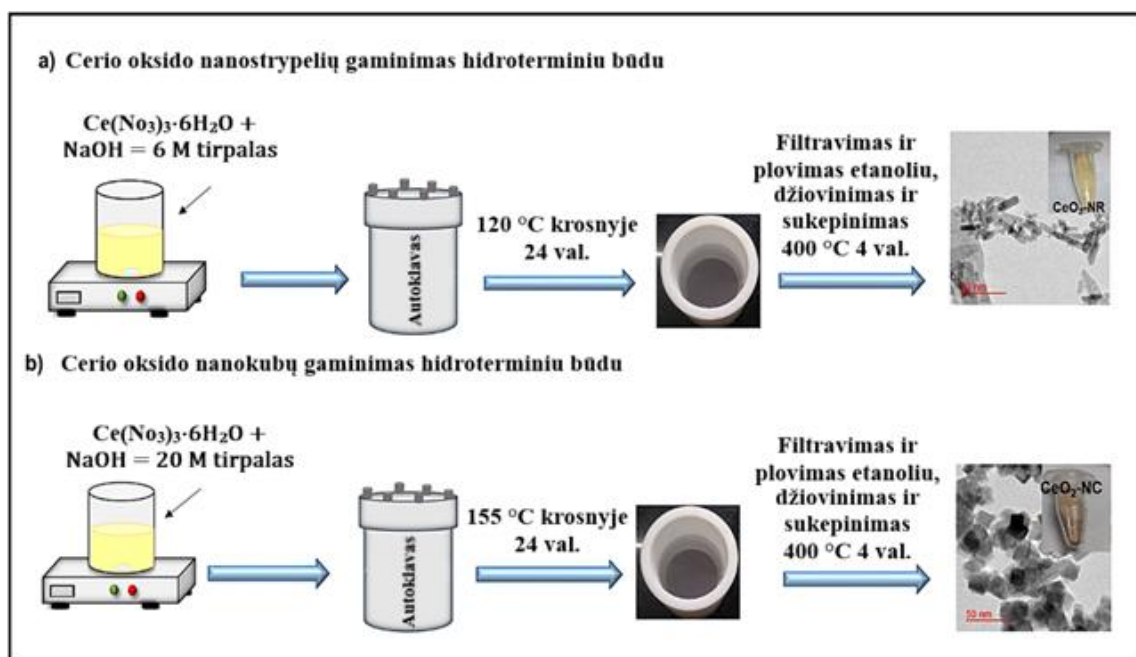 a) Cerio oksido nanostrypelių gaminimas hidroterminiu būdu
Ce(No₃)₃·6H₂O +
NaOH = 6 M tirpalas
Autoklavas
120 °C krosnyje
24 val.
Filtravimas ir
plovimas etanoliu,
džiovinimas ir
sukepinimas
400 °C 4 val.
CeO₂-NR
b) Cerio oksido nanokubų gaminimas hidroterminiu būdu
Ce(No₃)₃·6H₂O +
NaOH = 20 M tirpalas
Autoklavas
155 °C krosnyje
24 val.
Filtravimas ir
plovimas etanoliu,
džiovinimas ir
sukepinimas
400 °C 4 val.
CeO₂-NC
50 nm